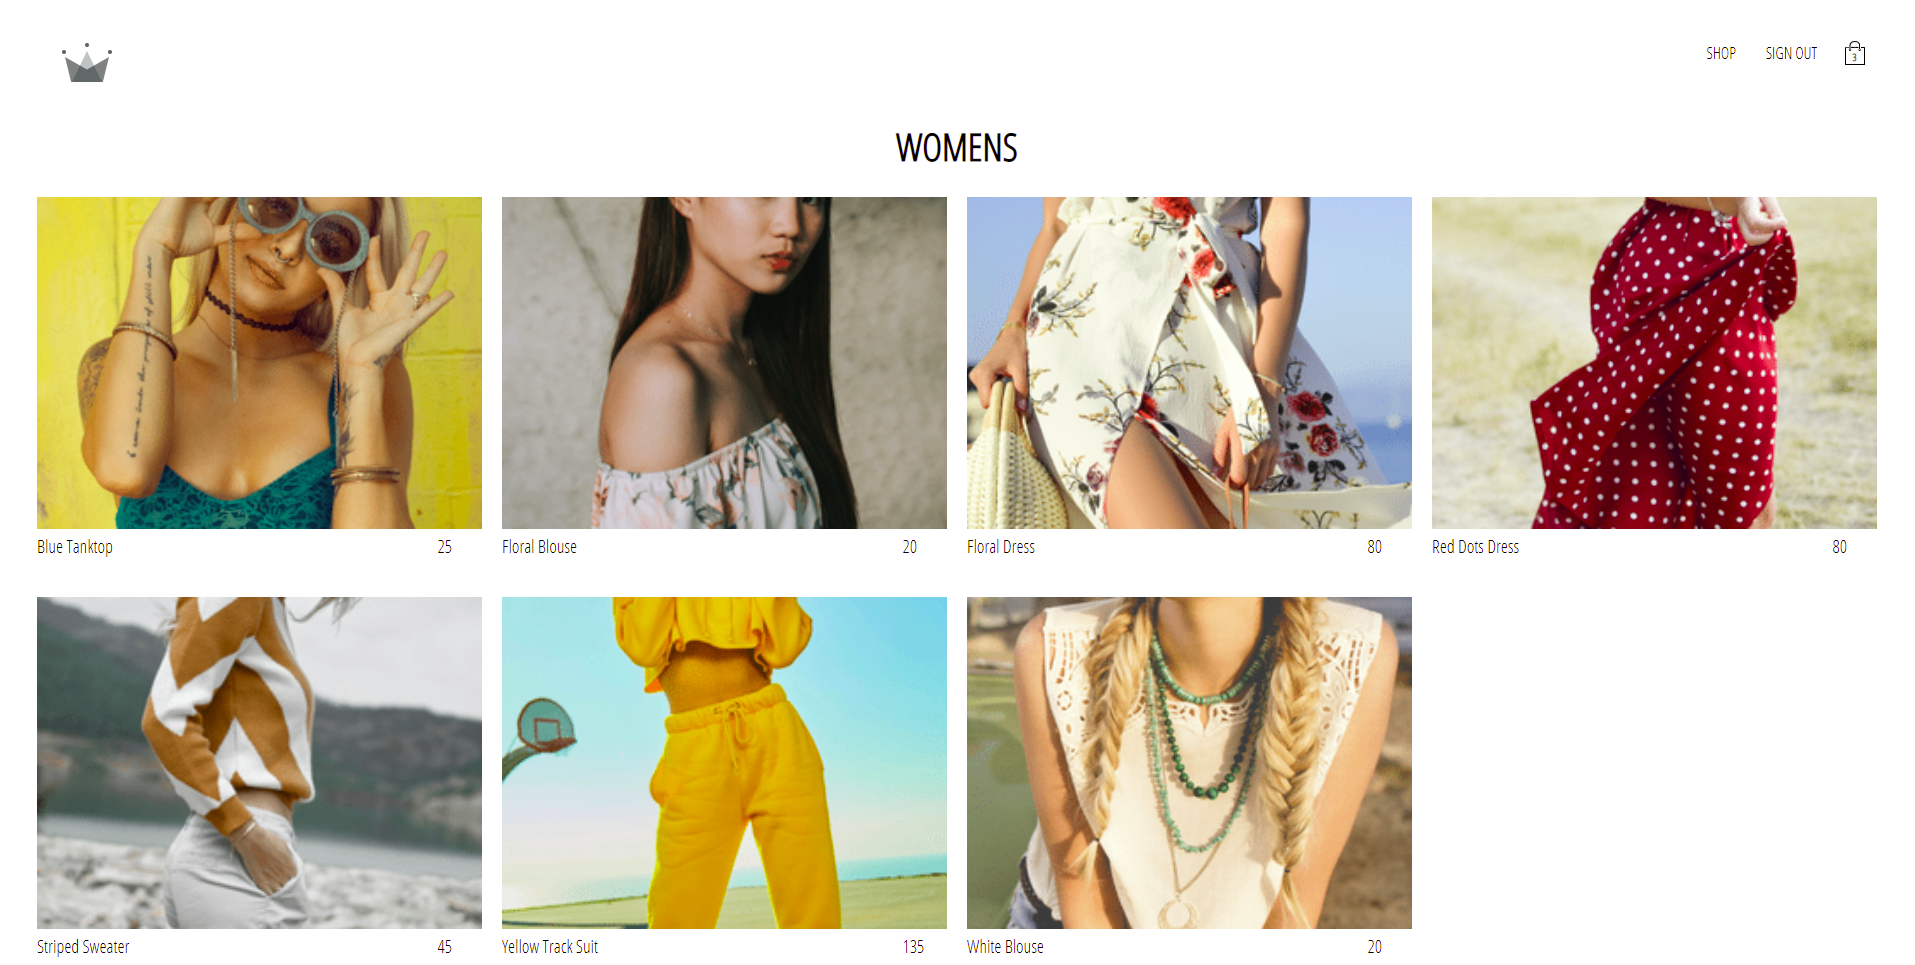 SHOP SIGN OUT 3
WOMENS
Blue Tanktop 25
Floral Blouse 20
Floral Dress 80
Red Dots Dress 80
Striped Sweater 45
Yellow Track Suit 135
White Blouse 20